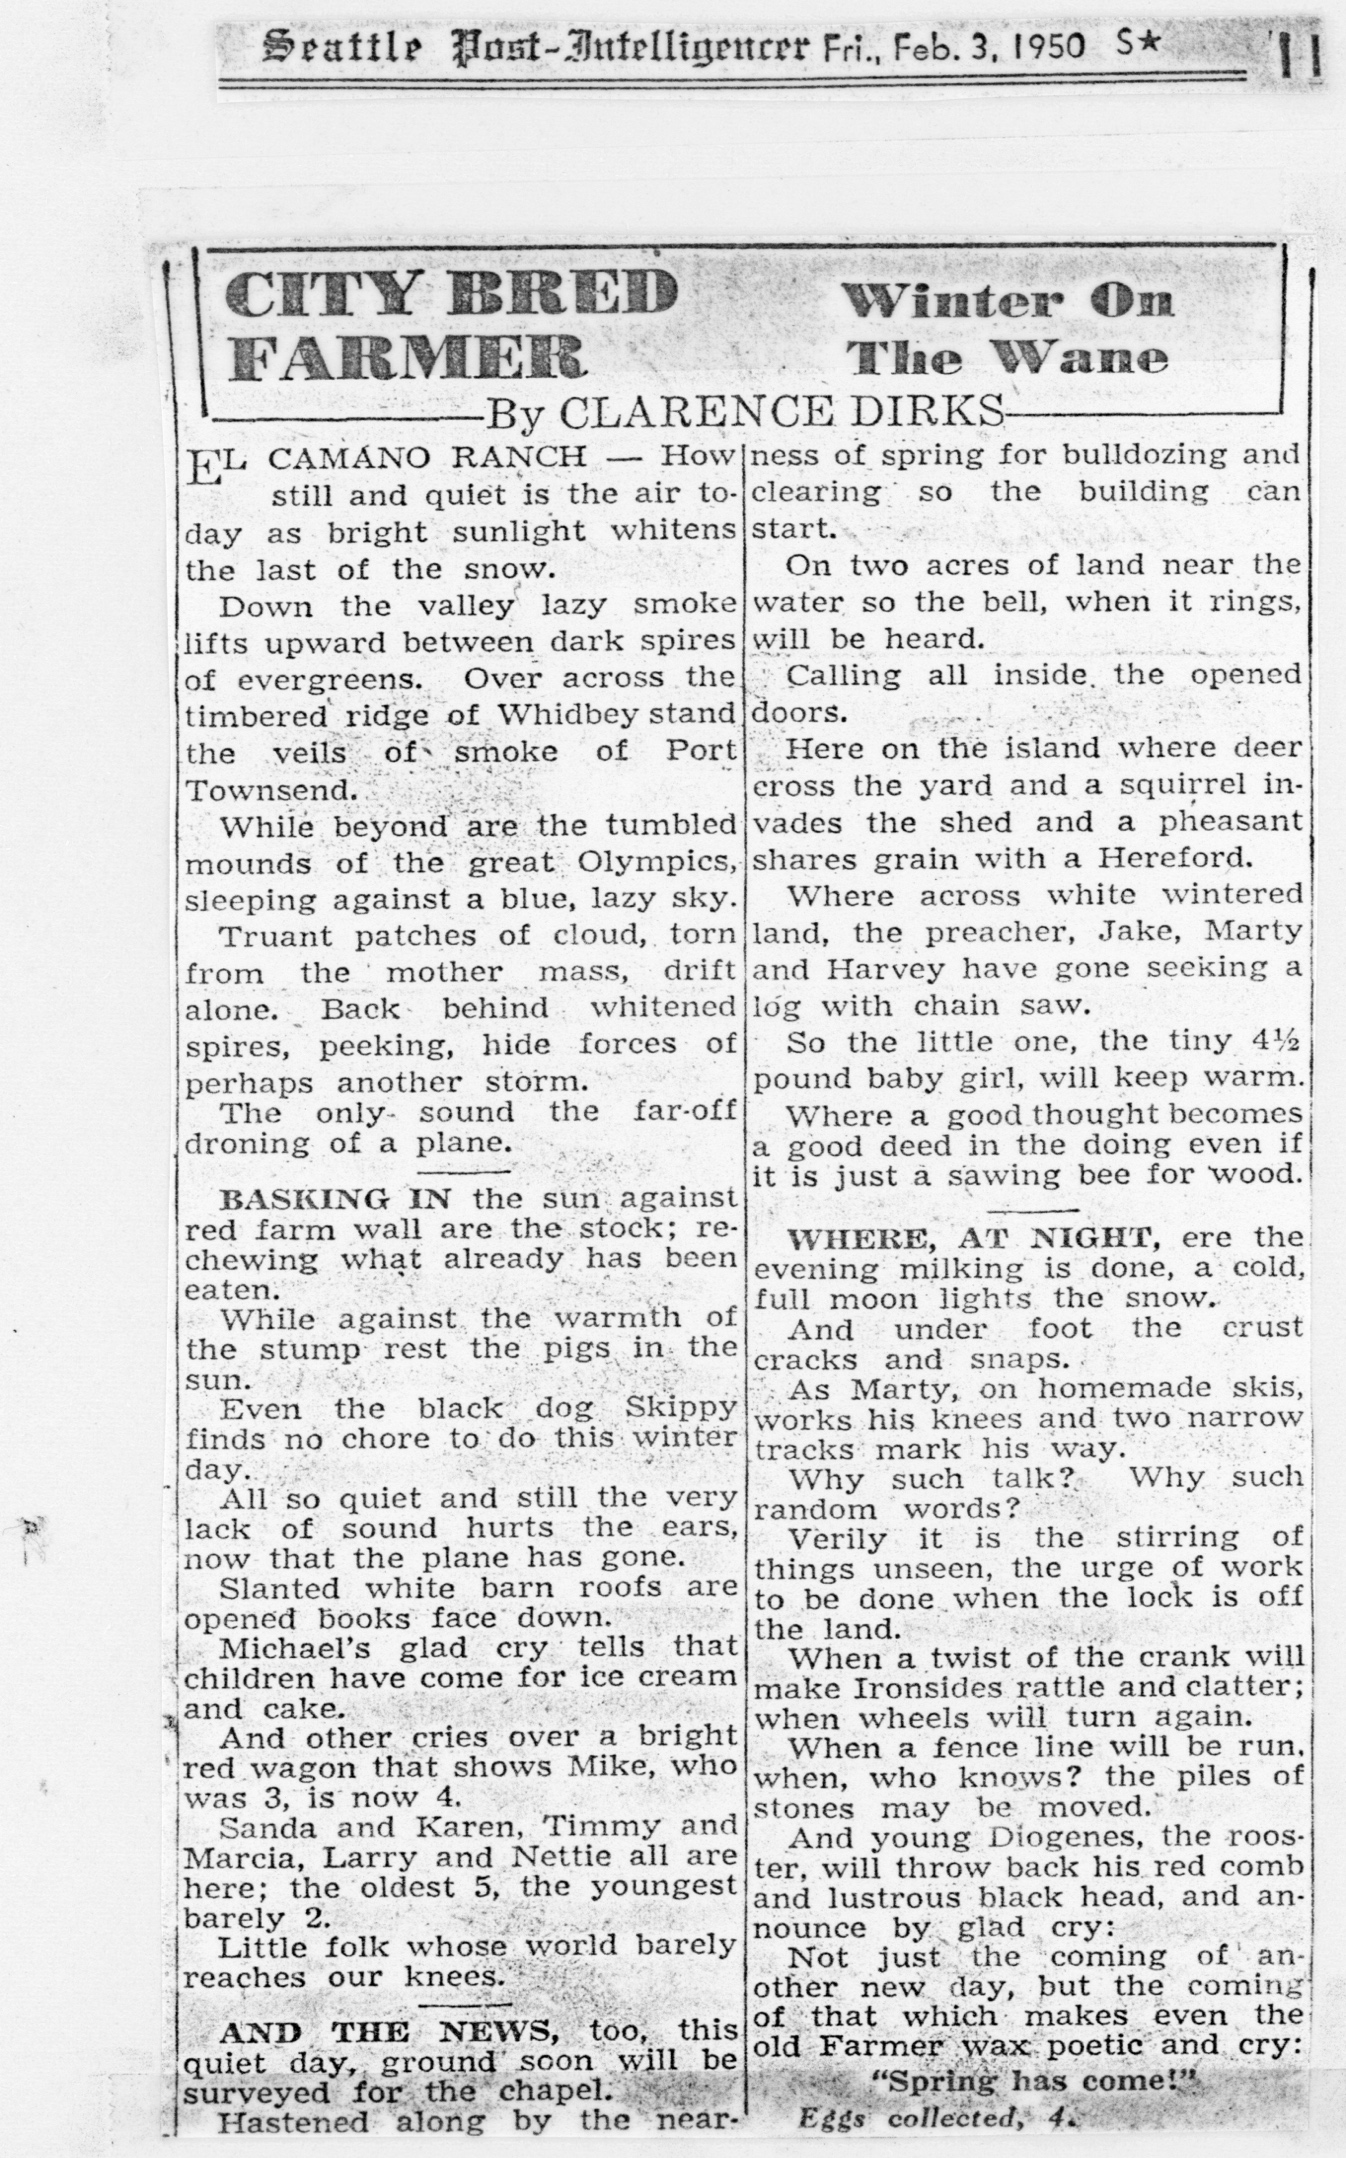 Seattle Post-Intelligencer Fri., Feb. 3, 1950 S★ 11
CITY BRED
FARMER
Winter On
The Wane
By CLARENCE DIRKS
EL CAMANO RANCH — How
still and quiet is the air to-
day as bright sunlight whitens
the last of the snow.
Down the valley lazy smoke
lifts upward between dark spires
of evergreens. Over across the
timbered ridge of Whidbey stand
the veils of smoke of Port
Townsend.
While beyond are the tumbled
mounds of the great Olympics,
sleeping against a blue, lazy sky.
Truant patches of cloud, torn
from the mother mass, drift
alone. Back behind whitened
spires, peeking, hide forces of
perhaps another storm.
The only sound the far-off
droning of a plane.
BASKING IN the sun against
red farm wall are the stock; re-
chewing what already has been
eaten.
While against the warmth of
the stump rest the pigs in the
sun.
Even the black dog Skippy
finds no chore to do this winter
day.
All so quiet and still the very
lack of sound hurts the ears,
now that the plane has gone.
Slanted white barn roofs are
opened books face down.
Michael's glad cry tells that
children have come for ice cream
and cake.
And other cries over a bright
red wagon that shows Mike, who
was 3, is now 4.
Sanda and Karen, Timmy and
Marcia, Larry and Nettie all are
here; the oldest 5, the youngest
barely 2.
Little folk whose world barely
reaches our knees.
AND THE NEWS, too, this
quiet day, ground soon will be
surveyed for the chapel.
Hastened along by the near-
ness of spring for bulldozing and
clearing so the building can
start.
On two acres of land near the
water so the bell, when it rings,
will be heard.
Calling all inside the opened
doors.
Here on the island where deer
cross the yard and a squirrel in-
vades the shed and a pheasant
shares grain with a Hereford.
Where across white wintered
land, the preacher, Jake, Marty
and Harvey have gone seeking a
log with chain saw.
So the little one, the tiny 4½
pound baby girl, will keep warm.
Where a good thought becomes
a good deed in the doing even if
it is just a sawing bee for wood.
WHERE, AT NIGHT, ere the
evening milking is done, a cold,
full moon lights the snow.
And under foot the crust
cracks and snaps.
As Marty, on homemade skis,
works his knees and two narrow
tracks mark his way.
Why such talk? Why such
random words?
Verily it is the stirring of
things unseen, the urge of work
to be done when the lock is off
the land.
When a twist of the crank will
make Ironsides rattle and clatter;
when wheels will turn again.
When a fence line will be run,
when, who knows? the piles of
stones may be moved.
And young Diogenes, the roos-
ter, will throw back his red comb
and lustrous black head, and an-
nounce by glad cry:
Not just the coming of an-
other new day, but the coming
of that which makes even the
old Farmer wax poetic and cry:
"Spring has come!"
Eggs collected, 4.